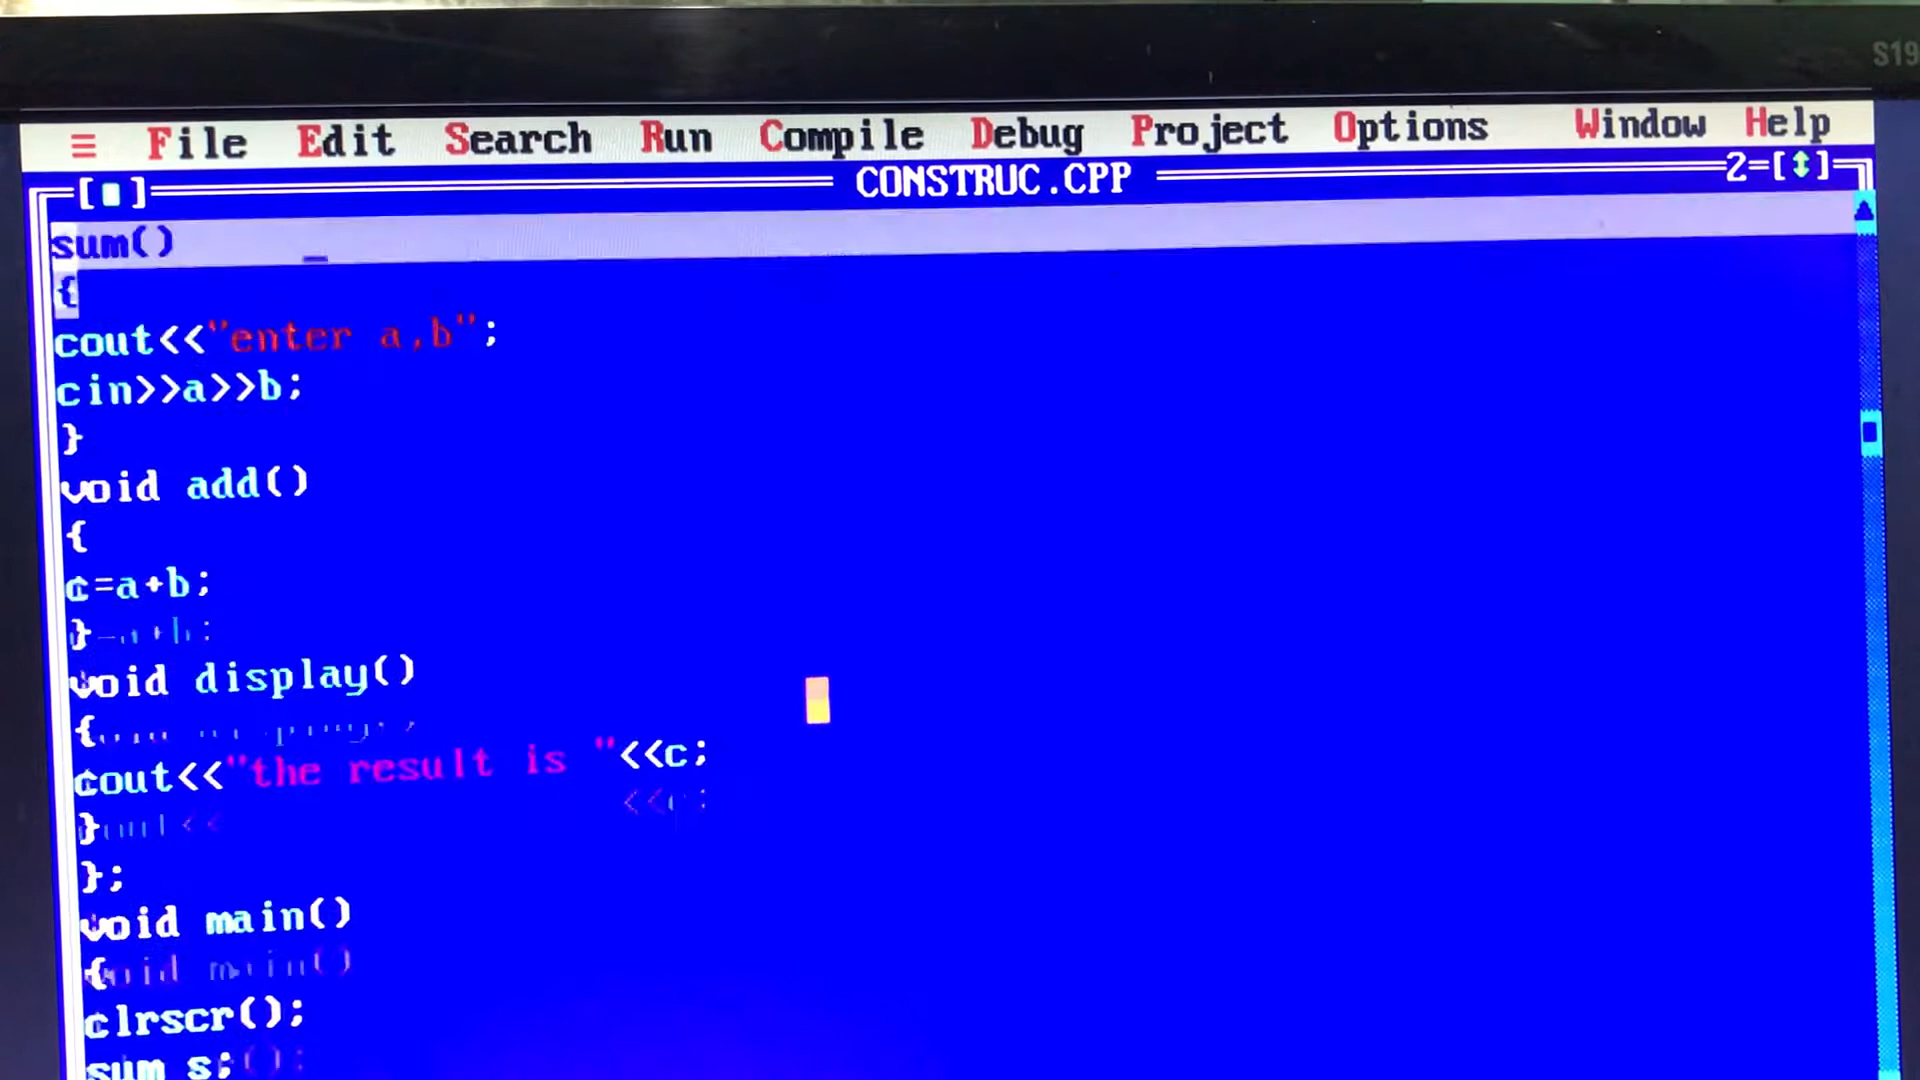 S19
≡ File Edit Search Run Compile Debug Project Options Window Help
[■] CONSTRUC.CPP 2=[↕]
sum()
{
cout<<"enter a,b";
cin>>a>>b;
}
void add()
{
c=a+b;
}
void display()
{
cout<<"the result is "<<c;
}
};
void main()
{
clrscr();
sum s;